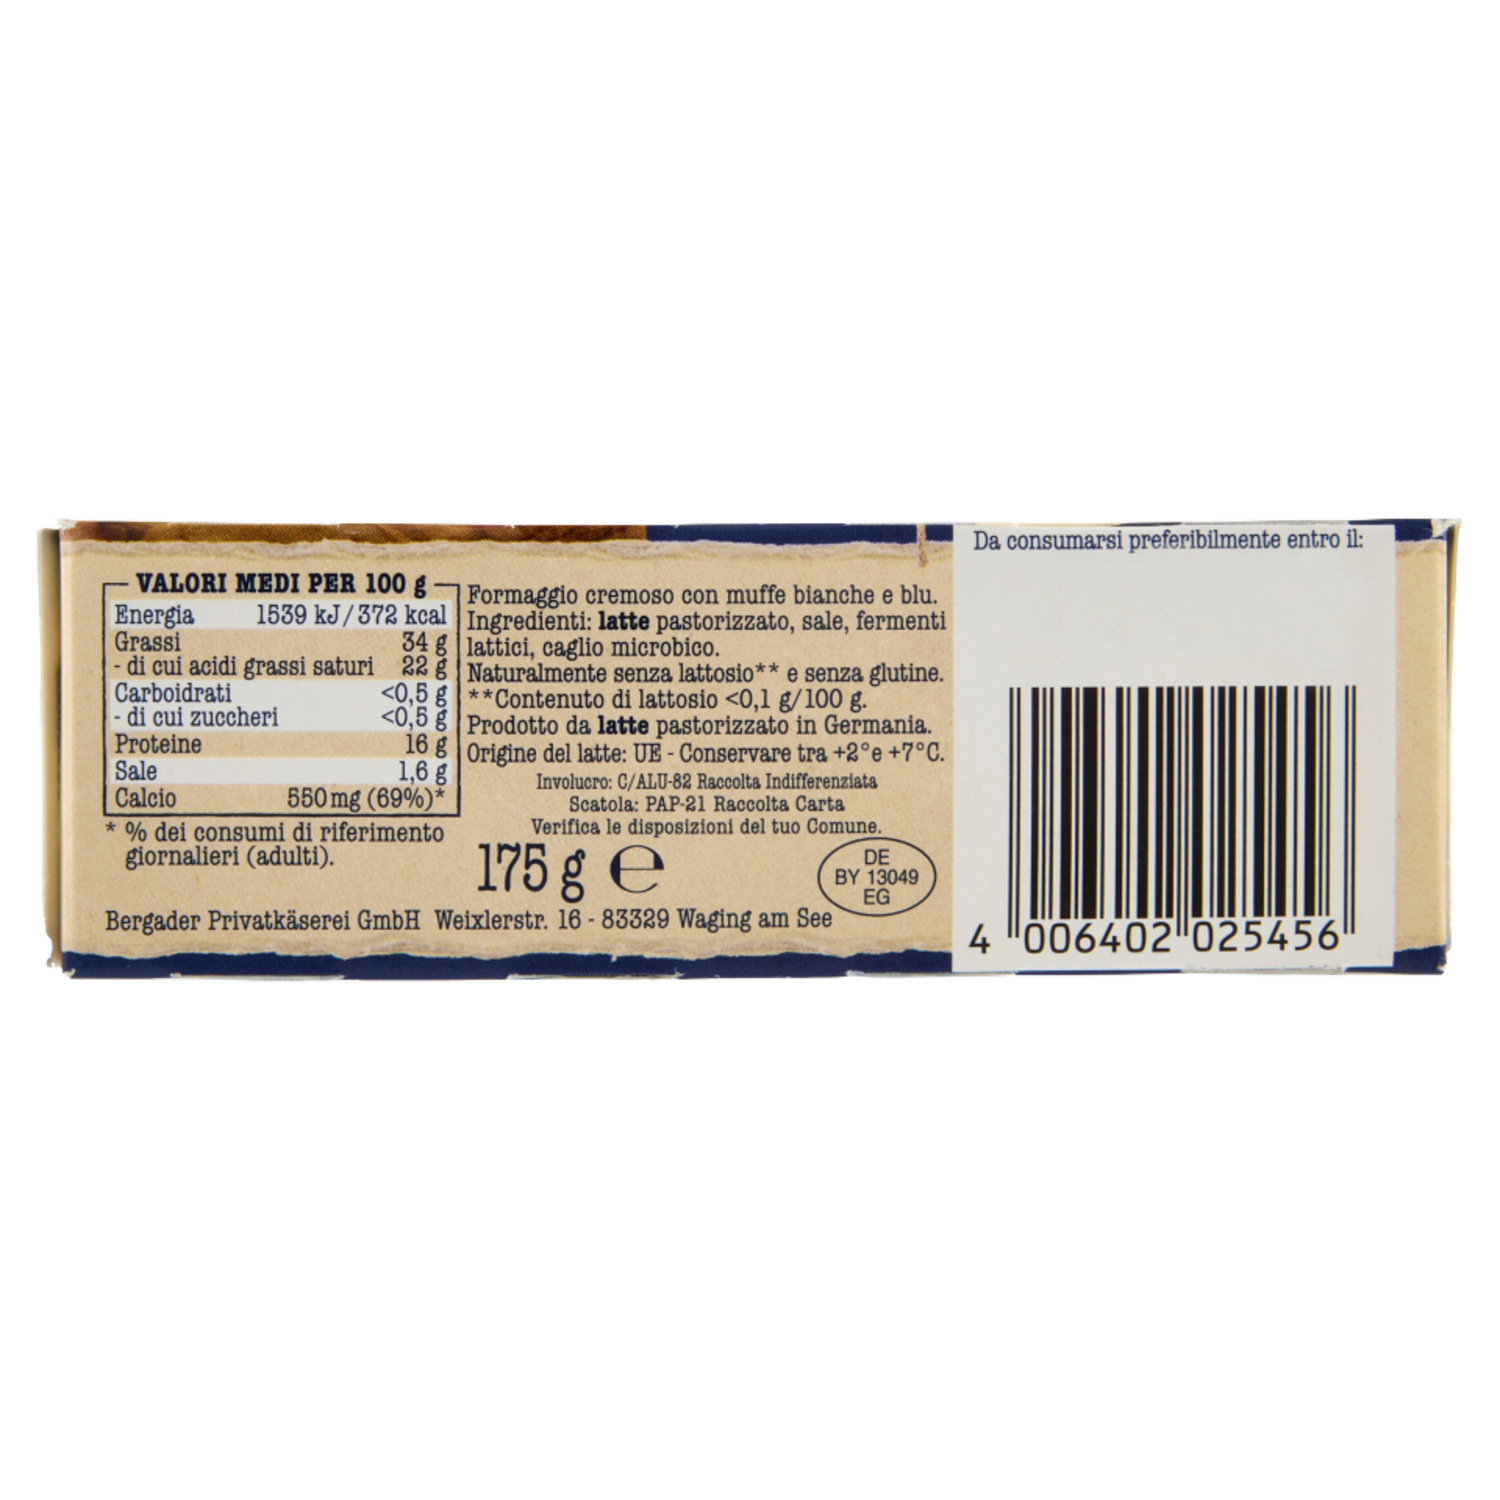 VALORI MEDI PER 100 g
Energia 1539 kJ/372 kcal
Grassi 34 g
- di cui acidi grassi saturi 22 g
Carboidrati <0,5 g
- di cui zuccheri <0,5 g
Proteine 16 g
Sale 1,6 g
Calcio 550 mg (69%)*
* % dei consumi di riferimento
giornalieri (adulti).
Formaggio cremoso con muffe bianche e blu.
Ingredienti: latte pastorizzato, sale, fermenti
lattici, caglio microbico.
Naturalmente senza lattosio** e senza glutine.
**Contenuto di lattosio <0,1 g/100 g.
Prodotto da latte pastorizzato in Germania.
Origine del latte: UE - Conservare tra +2°e +7°C.
Involucro: C/ALU-82 Raccolta Indifferenziata
Scatola: PAP-21 Raccolta Carta
Verifica le disposizioni del tuo Comune.
175 g ℮
DE
BY 13049
EG
Bergader Privatkäserei GmbH Weixlerstr. 16 - 83329 Waging am See
Da consumarsi preferibilmente entro il:
4 006402 025456